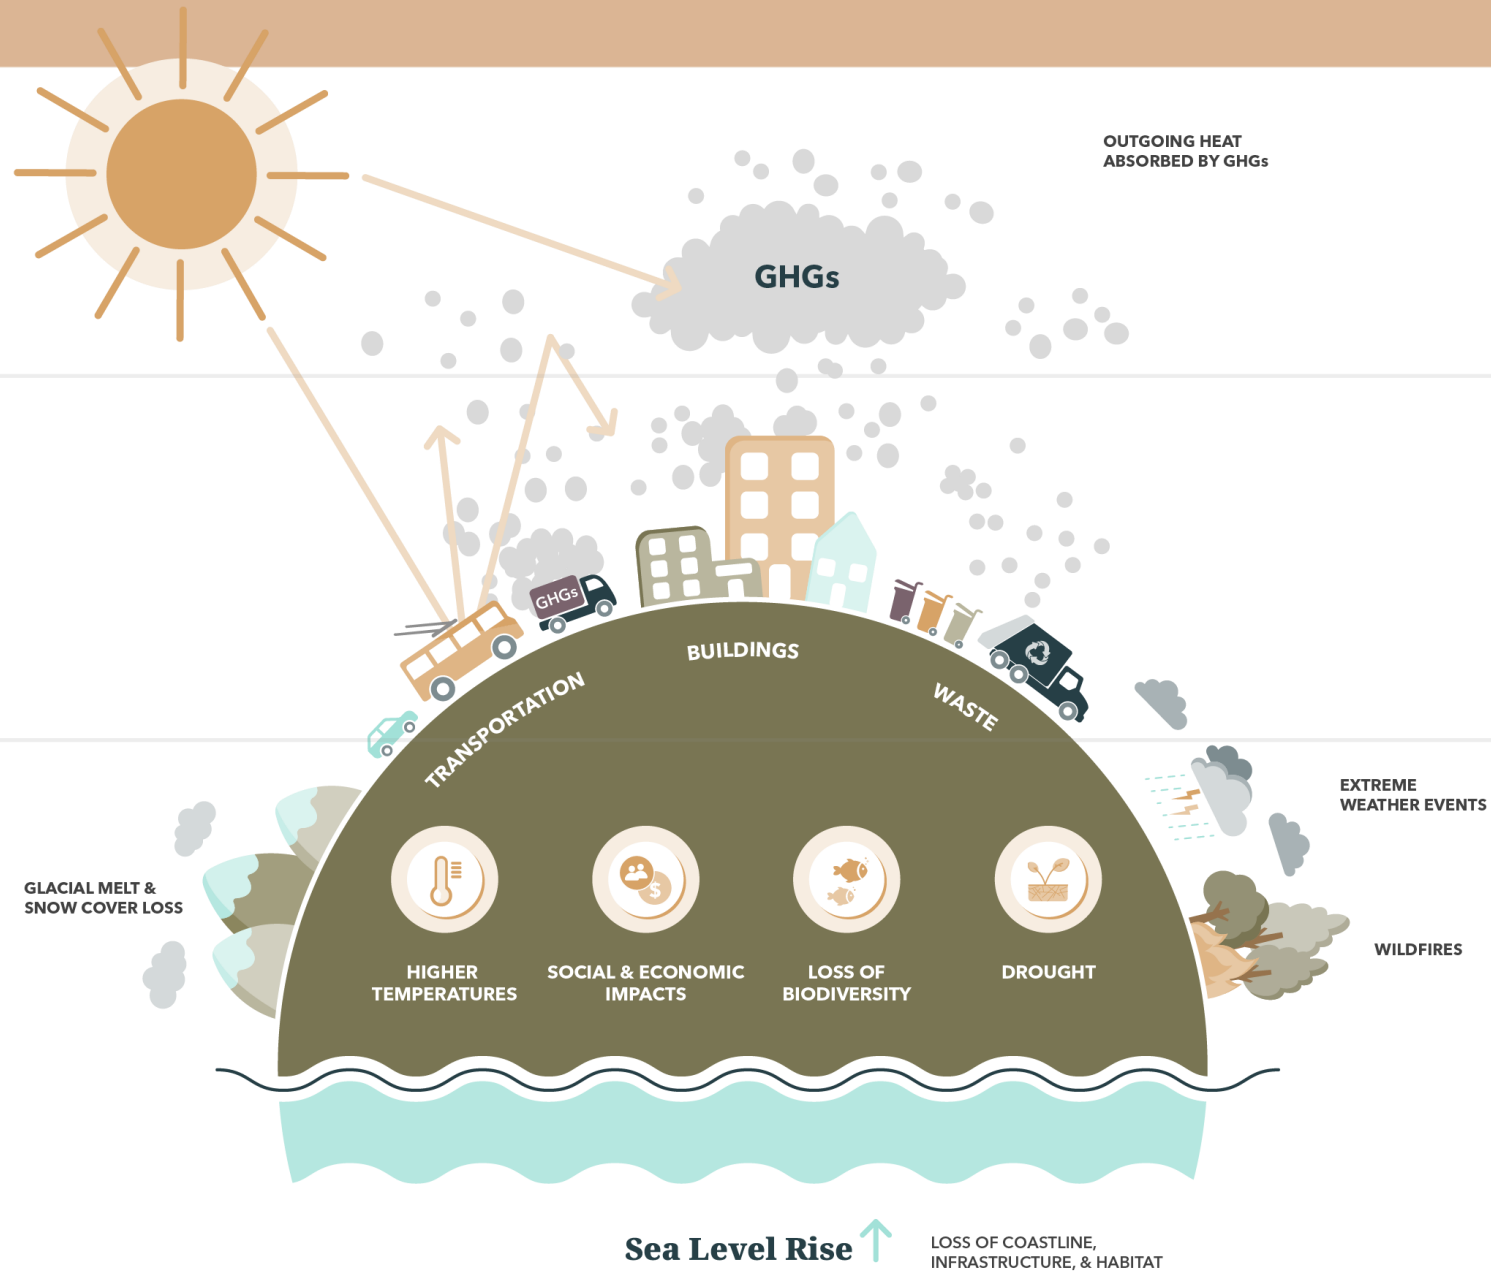 OUTGOING HEAT
ABSORBED BY GHGs
GHGs
GHGs
BUILDINGS
TRANSPORTATION
WASTE
EXTREME
WEATHER EVENTS
GLACIAL MELT &
SNOW COVER LOSS
WILDFIRES
$
HIGHER
TEMPERATURES
SOCIAL & ECONOMIC
IMPACTS
LOSS OF
BIODIVERSITY
DROUGHT
Sea Level Rise
LOSS OF COASTLINE,
INFRASTRUCTURE, & HABITAT